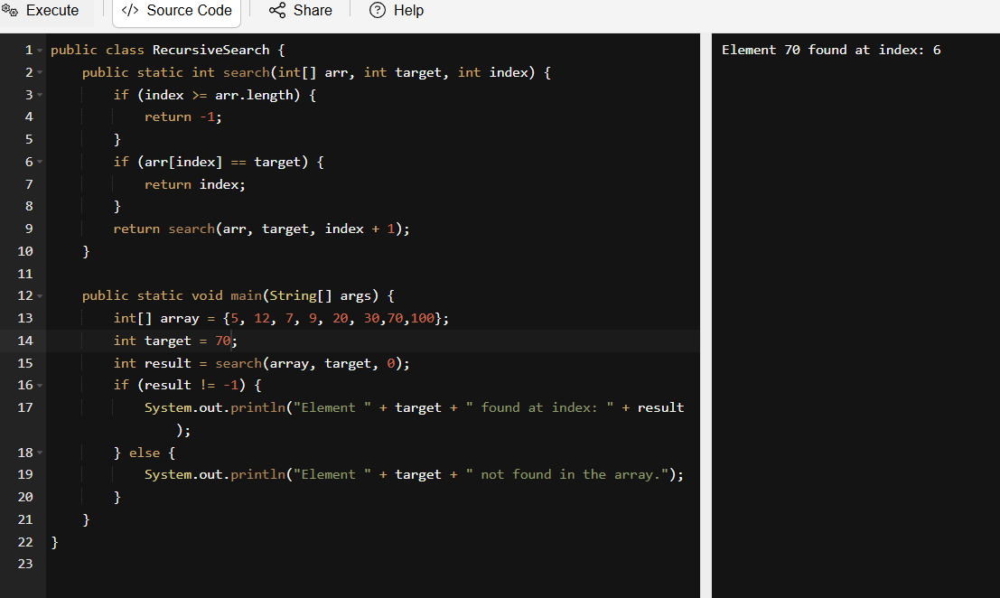 Execute Source Code Share Help
1 public class RecursiveSearch {
2     public static int search(int[] arr, int target, int index) {
3         if (index >= arr.length) {
4             return -1;
5         }
6         if (arr[index] == target) {
7             return index;
8         }
9         return search(arr, target, index + 1);
10     }
11
12     public static void main(String[] args) {
13         int[] array = {5, 12, 7, 9, 20, 30,70,100};
14         int target = 70;
15         int result = search(array, target, 0);
16         if (result != -1) {
17             System.out.println("Element " + target + " found at index: " + result
                );
18         } else {
19             System.out.println("Element " + target + " not found in the array.");
20         }
21     }
22 }
23
Element 70 found at index: 6